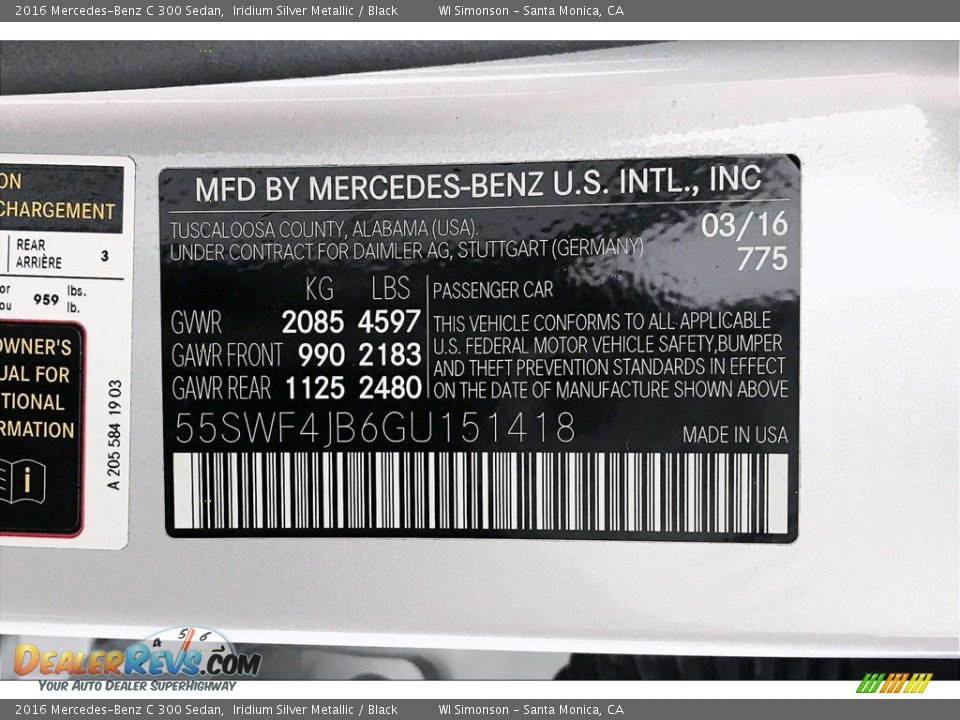 2016 Mercedes-Benz C 300 Sedan, Iridium Silver Metallic / Black WI Simonson - Santa Monica, CA
CHARGEMENT
REAR
ARRIÈRE 3
959 lbs.
lb.
OWNER'S
FOR
A 205 584 19 03
MFD BY MERCEDES-BENZ U.S. INTL., INC
TUSCALOOSA COUNTY, ALABAMA (USA). 03/16
UNDER CONTRACT FOR DAIMLER AG, STUTTGART (GERMANY) 775
KG LBS
GVWR 2085 4597
GAWR FRONT 990 2183
GAWR REAR 1125 2480
PASSENGER CAR
THIS VEHICLE CONFORMS TO ALL APPLICABLE
U.S. FEDERAL MOTOR VEHICLE SAFETY,BUMPER
AND THEFT PREVENTION STANDARDS IN EFFECT
ON THE DATE OF MANUFACTURE SHOWN ABOVE
55SWF4JB6GU151418 MADE IN USA
4 5 6
DEALERREVS.COM
YOUR AUTO DEALER SUPERHIGHWAY
2016 Mercedes-Benz C 300 Sedan, Iridium Silver Metallic / Black WI Simonson - Santa Monica, CA